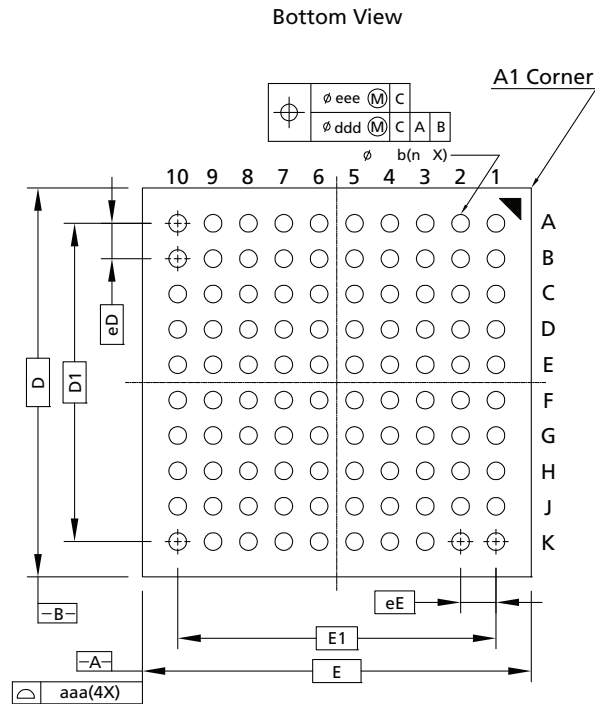 Bottom View
A1 Corner
ø eee Ⓜ C
ø ddd Ⓜ C A B
ø b(n X)
10 9 8 7 6 5 4 3 2 1
A
B
C
D
E
F
G
H
J
K
eD
D1
D
eE
E1
E
-B-
-A-
aaa(4X)